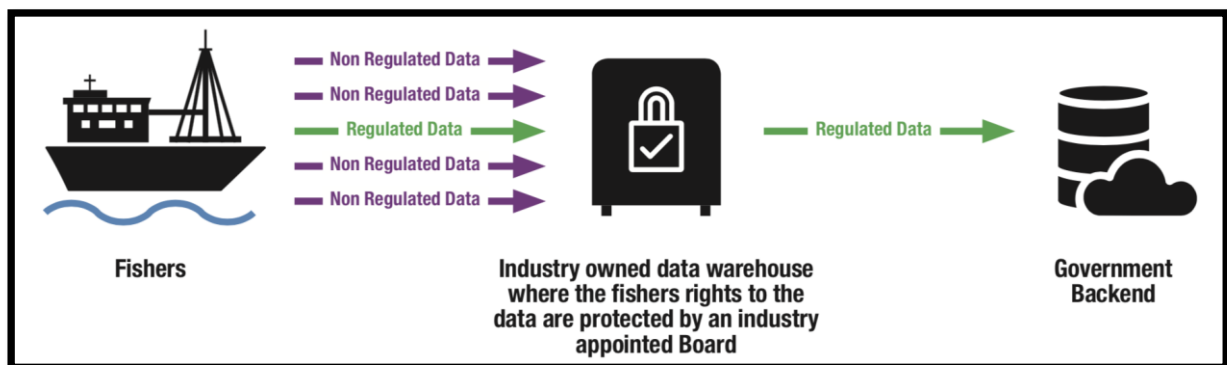 Non Regulated Data
Non Regulated Data
Regulated Data
Non Regulated Data
Non Regulated Data
Regulated Data
Fishers
Industry owned data warehouse
where the fishers rights to the
data are protected by an industry
appointed Board
Government
Backend